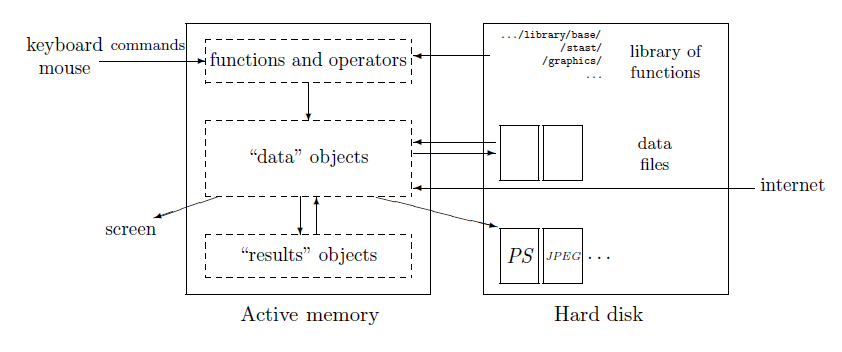 keyboard
mouse
commands
functions and operators
.../library/base/
/stast/
/graphics/
...
library of
functions
“data” objects
data
files
internet
screen
“results” objects
PS
JPEG
...
Active memory
Hard disk